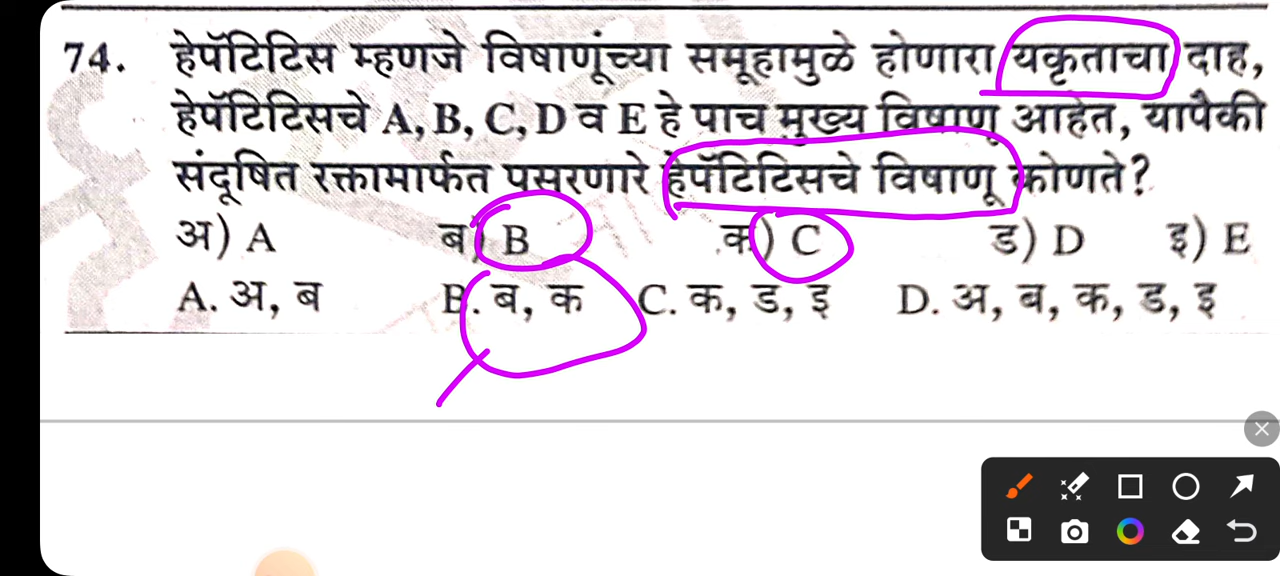 74. हेपॅटिटिस म्हणजे विषाणूंच्या समूहामुळे होणारा यकृताचा दाह,
हेपॅटिटिसचे A, B, C, D व E हे पाच मुख्य विषाणू आहेत, यापैकी
संदूषित रक्तामार्फत पसरणारे हेपॅटिटिसचे विषाणू कोणते?
अ) A ब) B क) C ड) D इ) E
A. अ, ब B. ब, क C. क, ड, इ D. अ, ब, क, ड, इ